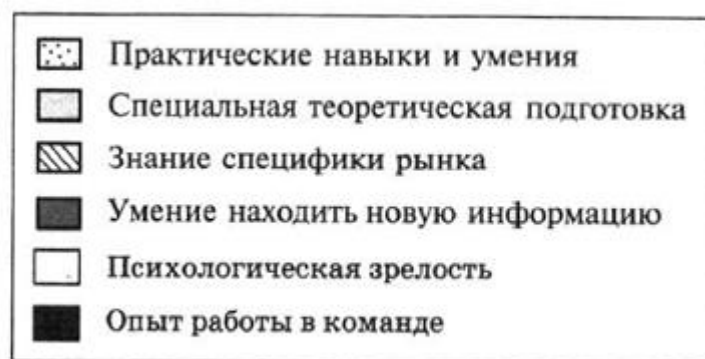 Практические навыки и умения
Специальная теоретическая подготовка
Знание специфики рынка
Умение находить новую информацию
Психологическая зрелость
Опыт работы в команде